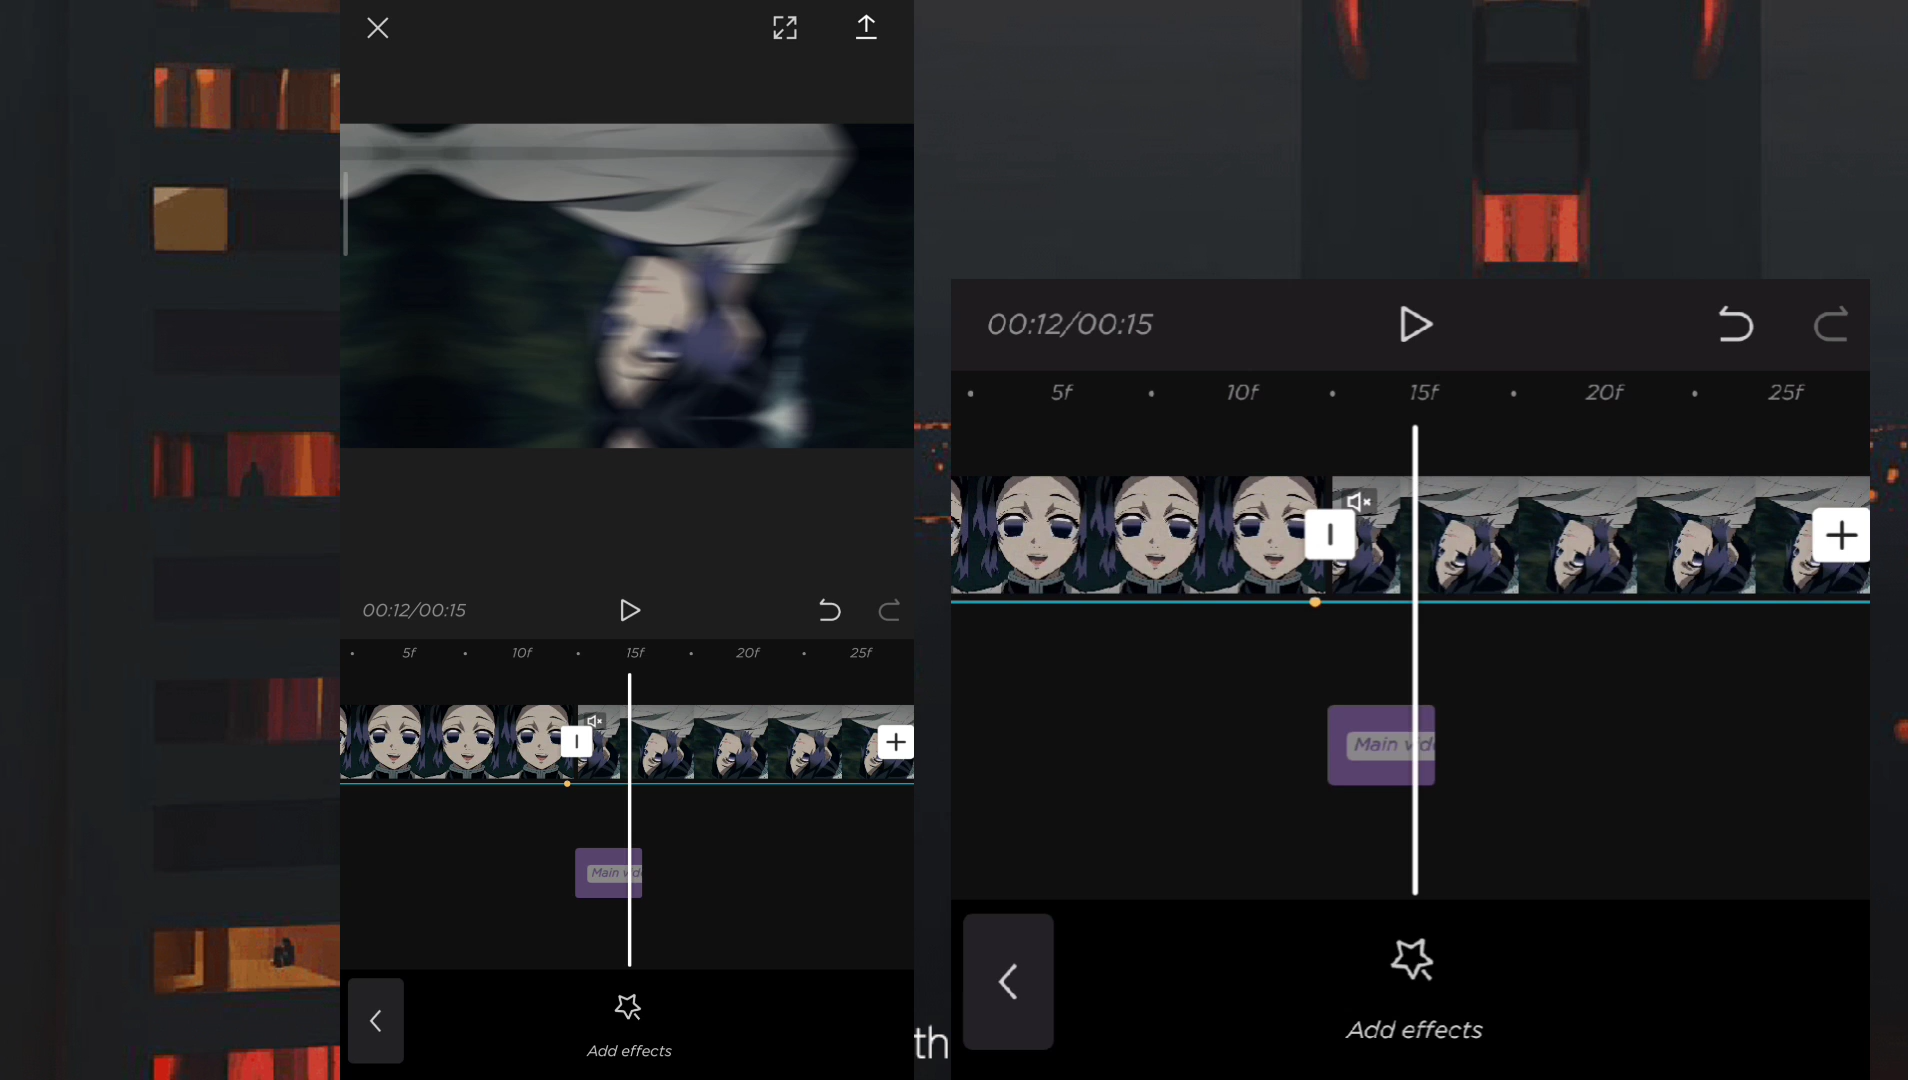 00:12/00:15
5f 10f 15f 20f 25f
Main vid
Add effects
th
00:12/00:15
5f 10f 15f 20f 25f
Main vid
Add effects